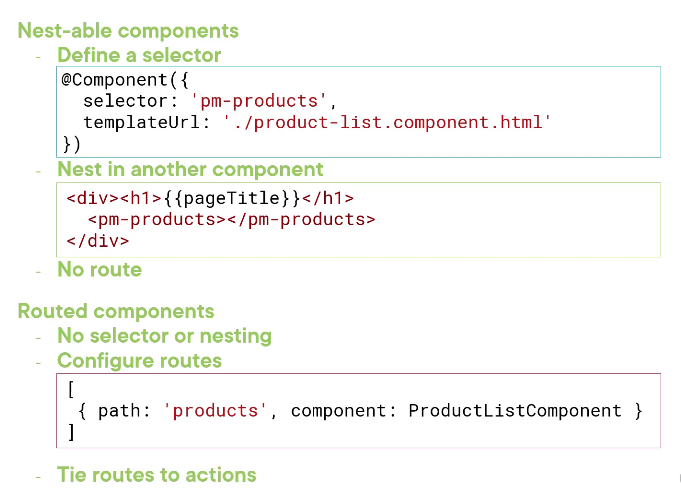 Nest-able components
- Define a selector
@Component({
  selector: 'pm-products',
  templateUrl: './product-list.component.html'
})
- Nest in another component
<div><h1>{{pageTitle}}</h1>
  <pm-products></pm-products>
</div>
- No route
Routed components
- No selector or nesting
- Configure routes
[
 { path: 'products', component: ProductListComponent }
]
- Tie routes to actions